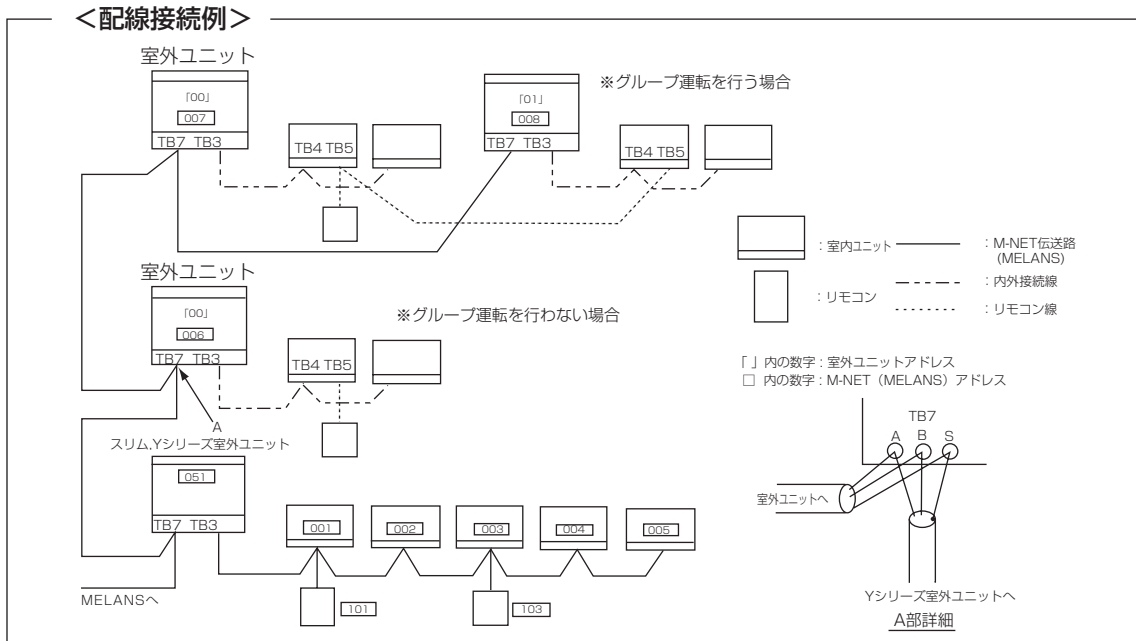 ＜配線接続例＞
室外ユニット
「00」
007
TB7 TB3
TB4 TB5
「01」
008
TB7 TB3
※グループ運転を行う場合
TB4 TB5
：室内ユニット
：M-NET伝送路
(MELANS)
：リモコン
：内外接続線
：リモコン線
室外ユニット
「00」
006
TB7 TB3
※グループ運転を行わない場合
TB4 TB5
A
「 」内の数字：室外ユニットアドレス
□ 内の数字：M-NET（MELANS）アドレス
スリム,Yシリーズ室外ユニット
051
TB7 TB3
001
002
003
004
005
101
103
MELANSへ
TB7
A B S
室外ユニットへ
Yシリーズ室外ユニットへ
A部詳細